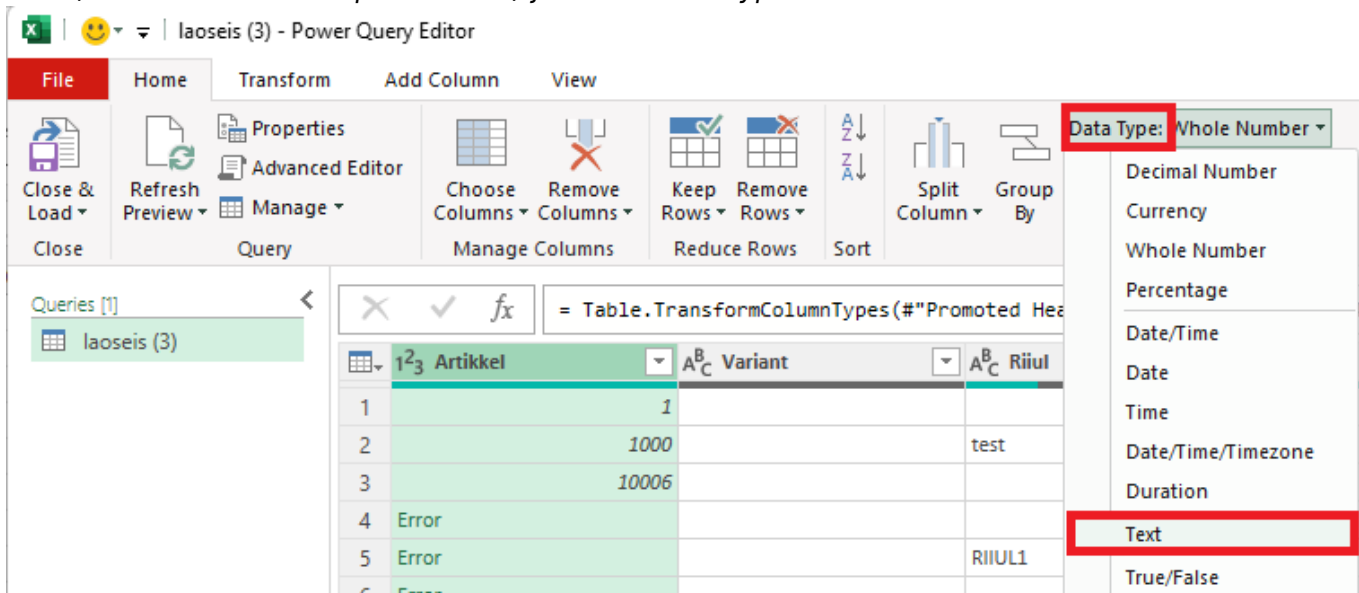 laoseis (3) - Power Query Editor
File Home Transform Add Column View
Properties
Advanced Editor
Manage
Close & Load
Refresh Preview
Choose Columns
Remove Columns
Keep Rows
Remove Rows
Split Column
Group By
Close Query Manage Columns Reduce Rows Sort
Data Type: Whole Number
Decimal Number
Currency
Whole Number
Percentage
Date/Time
Date
Time
Date/Time/Timezone
Duration
Text
True/False
Queries [1]
laoseis (3)
fx = Table.TransformColumnTypes(#"Promoted Hea
123 Artikkel ABC Variant ABC Riiul
1 1
2 1000 test
3 10006
4 Error
5 Error RIIUL1